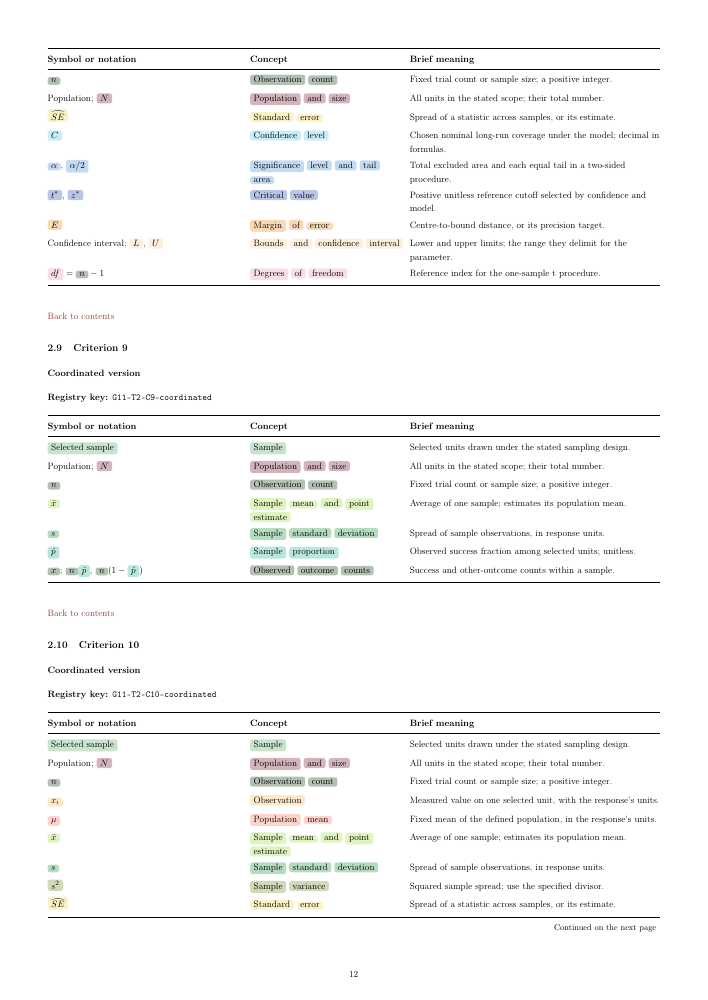 Symbol or notation Concept Brief meaning
n Observation count Fixed trial count or sample size; a positive integer.
Population; N Population and size All units in the stated scope; their total number.
S͡E Standard error Spread of a statistic across samples, or its estimate.
C Confidence level Chosen nominal long-run coverage under the model; decimal in
formulas.
α, α/2 Significance level and tail Total excluded area and each equal tail in a two-sided
area procedure.
t*, z* Critical value Positive unitless reference cutoff selected by confidence and
model.
E Margin of error Centre-to-bound distance, or its precision target.
Confidence interval; L, U Bounds and confidence interval Lower and upper limits; the range they delimit for the
parameter.
df = n − 1 Degrees of freedom Reference index for the one-sample t procedure.
Back to contents
2.9 Criterion 9
Coordinated version
Registry key: G11-T2-C9-coordinated
Symbol or notation Concept Brief meaning
Selected sample Sample Selected units drawn under the stated sampling design.
Population; N Population and size All units in the stated scope; their total number.
n Observation count Fixed trial count or sample size; a positive integer.
x̄ Sample mean and point Average of one sample; estimates its population mean.
estimate
s Sample standard deviation Spread of sample observations, in response units.
p̂ Sample proportion Observed success fraction among selected units; unitless.
x; n p̂, n(1 − p̂) Observed outcome counts Success and other-outcome counts within a sample.
Back to contents
2.10 Criterion 10
Coordinated version
Registry key: G11-T2-C10-coordinated
Symbol or notation Concept Brief meaning
Selected sample Sample Selected units drawn under the stated sampling design.
Population; N Population and size All units in the stated scope; their total number.
n Observation count Fixed trial count or sample size; a positive integer.
xᵢ Observation Measured value on one selected unit, with the response's units.
μ Population mean Fixed mean of the defined population, in the response's units.
x̄ Sample mean and point Average of one sample; estimates its population mean.
estimate
s Sample standard deviation Spread of sample observations, in response units.
s² Sample variance Squared sample spread; use the specified divisor.
S͡E Standard error Spread of a statistic across samples, or its estimate.
Continued on the next page
12